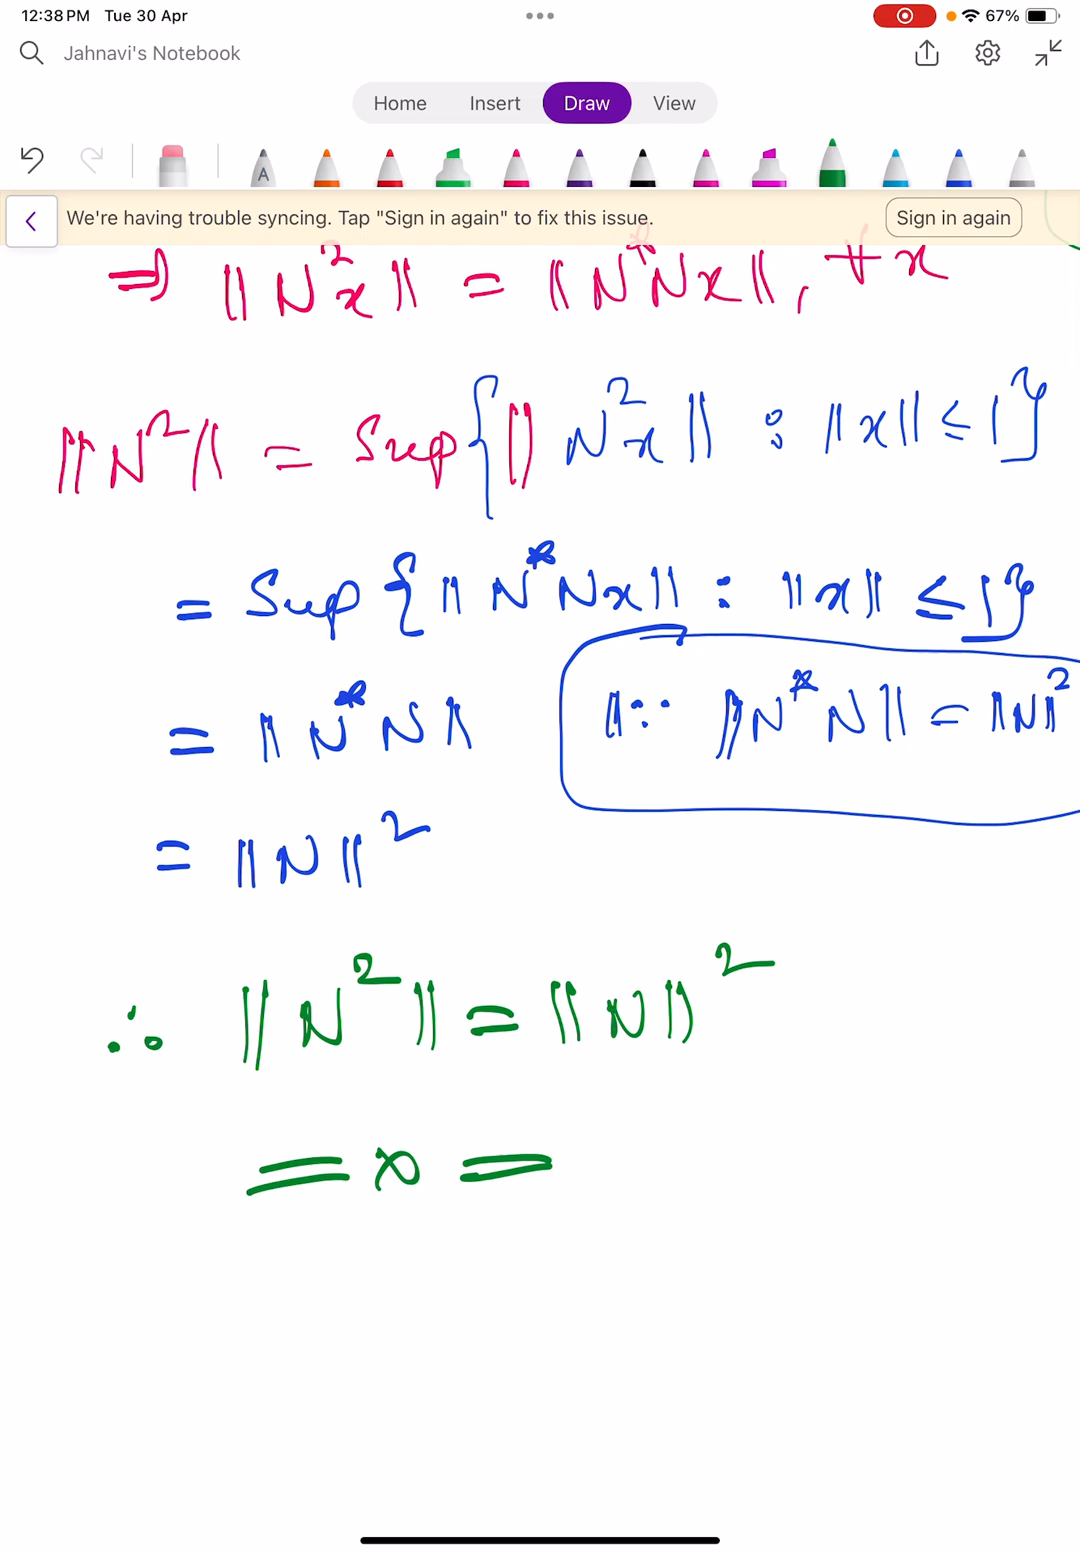 12:38 PM Tue 30 Apr 67%
Jahnavi's Notebook
Home Insert Draw View
A
We're having trouble syncing. Tap "Sign in again" to fix this issue. Sign in again
⇒ ||N²x|| = ||N*Nx||, ∀x
||N²|| = Sup{||N²x|| : ||x|| ≤ 1}
= Sup{||N*Nx|| : ||x|| ≤ 1}
= ||N*N|| ∵ ||N*N|| = ||N||²
= ||N||²
∴ ||N²|| = ||N||²
= x =